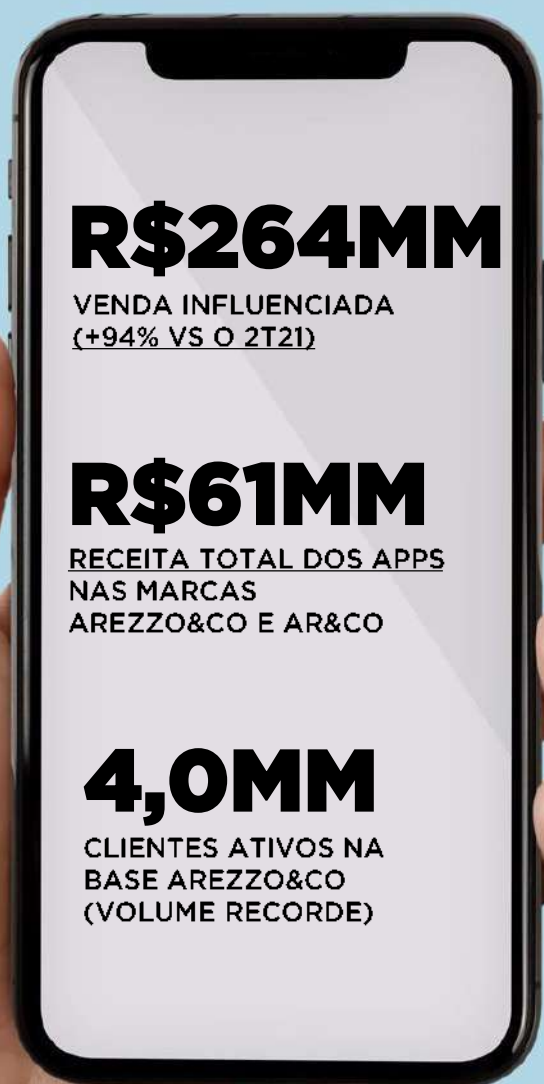 R$264MM
VENDA INFLUENCIADA
(+94% VS O 2T21)
R$61MM
RECEITA TOTAL DOS APPS
NAS MARCAS
AREZZO&CO E AR&CO
4,0MM
CLIENTES ATIVOS NA
BASE AREZZO&CO
(VOLUME RECORDE)